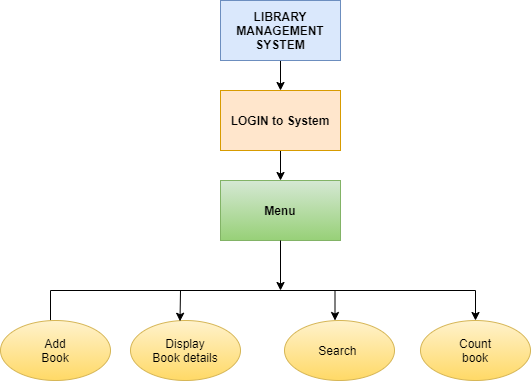 LIBRARY
MANAGEMENT
SYSTEM
LOGIN to System
Menu
Add
Book
Display
Book details
Search
Count
book